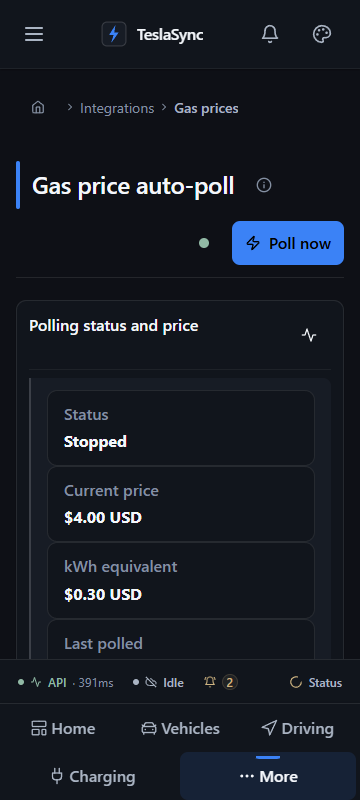 TeslaSync
Integrations
Gas prices
Gas price auto-poll
Poll now
Polling status and price
Status
Stopped
Current price
$4.00 USD
kWh equivalent
$0.30 USD
Last polled
API · 391ms
Idle
2
Status
Home
Vehicles
Driving
Charging
More